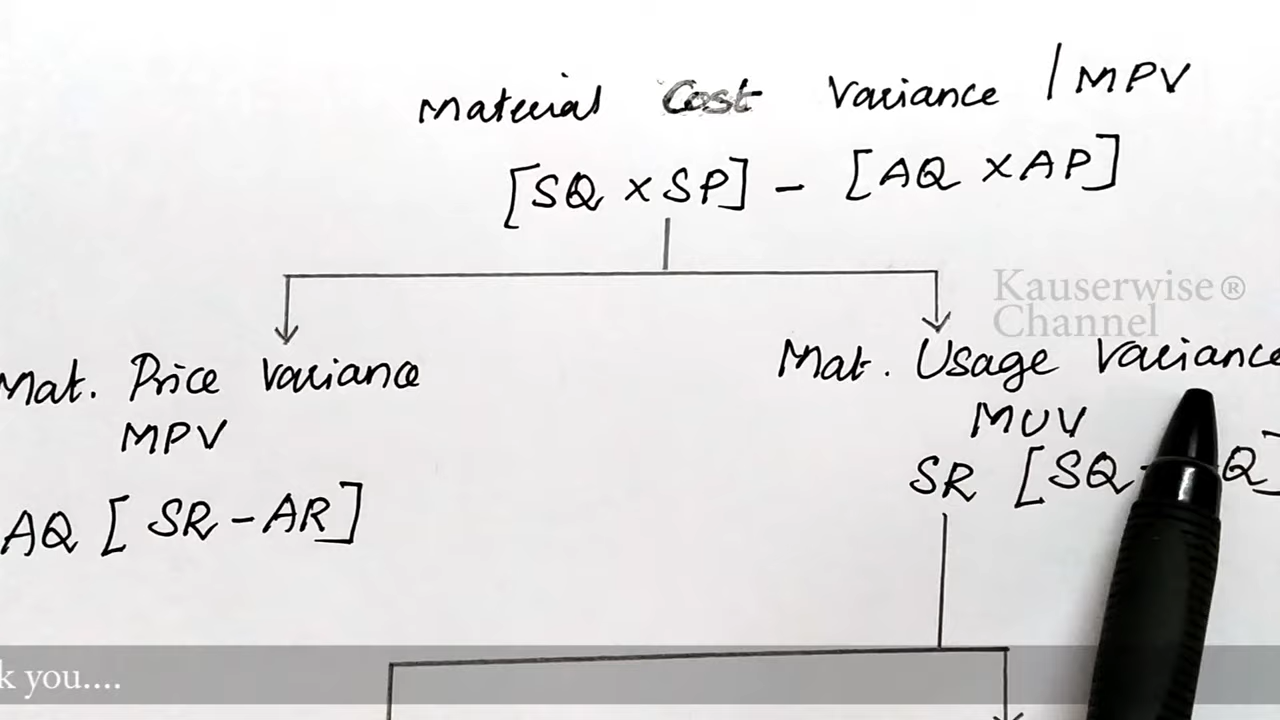 Material Cost Variance / MPV
[SQ × SP] - [AQ × AP]
Kauserwise®
Channel
Mat. Price Variance
Mat. Usage Variance
MPV
MUV
AQ [SR - AR]
SR [SQ - Q]
k you....